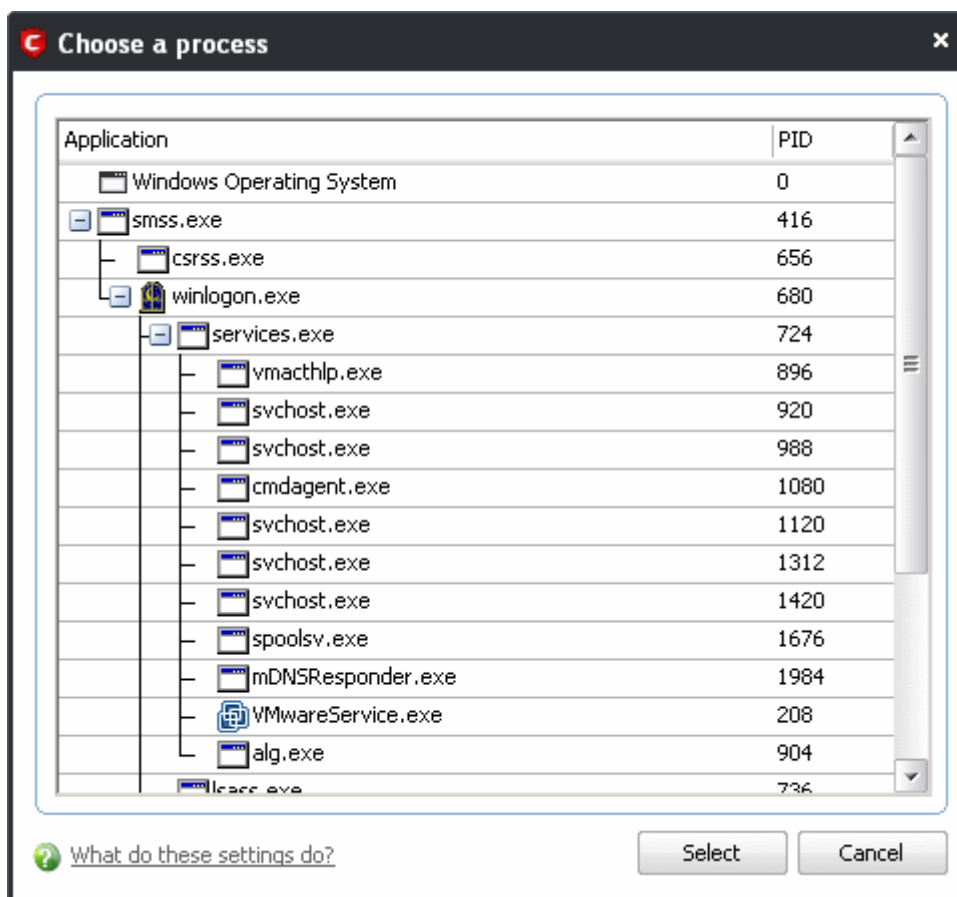 Choose a process
Application PID
Windows Operating System 0
smss.exe 416
csrss.exe 656
winlogon.exe 680
services.exe 724
vmacthlp.exe 896
svchost.exe 920
svchost.exe 988
cmdagent.exe 1080
svchost.exe 1120
svchost.exe 1312
svchost.exe 1420
spoolsv.exe 1676
mDNSResponder.exe 1984
VMwareService.exe 208
alg.exe 904
lsass.exe 736
What do these settings do? Select Cancel